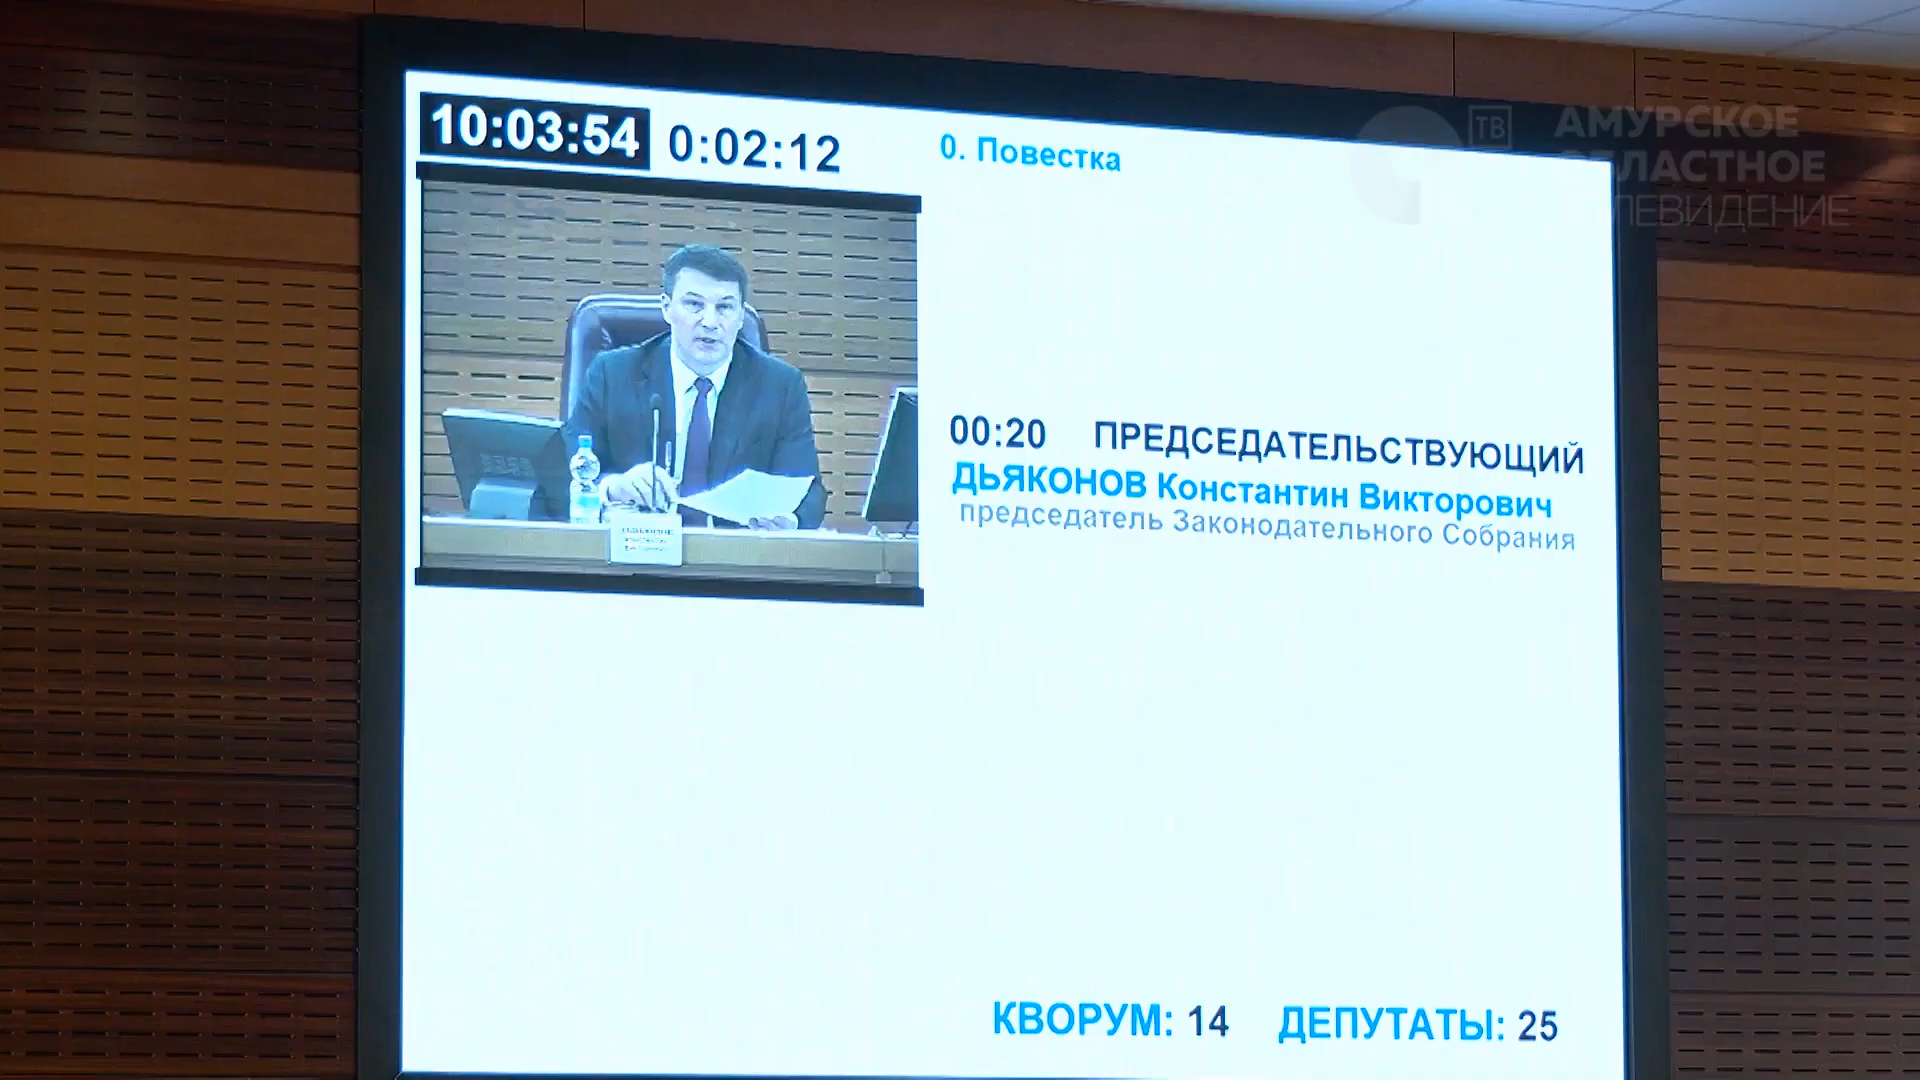 10:03:54 0:02:12
0. Повестка
ТВ АМУРСКОЕ
ОБЛАСТНОЕ
ТЕЛЕВИДЕНИЕ
00:20 ПРЕДСЕДАТЕЛЬСТВУЮЩИЙ
ДЬЯКОНОВ Константин Викторович
председатель Законодательного Собрания
КВОРУМ: 14 ДЕПУТАТЫ: 25